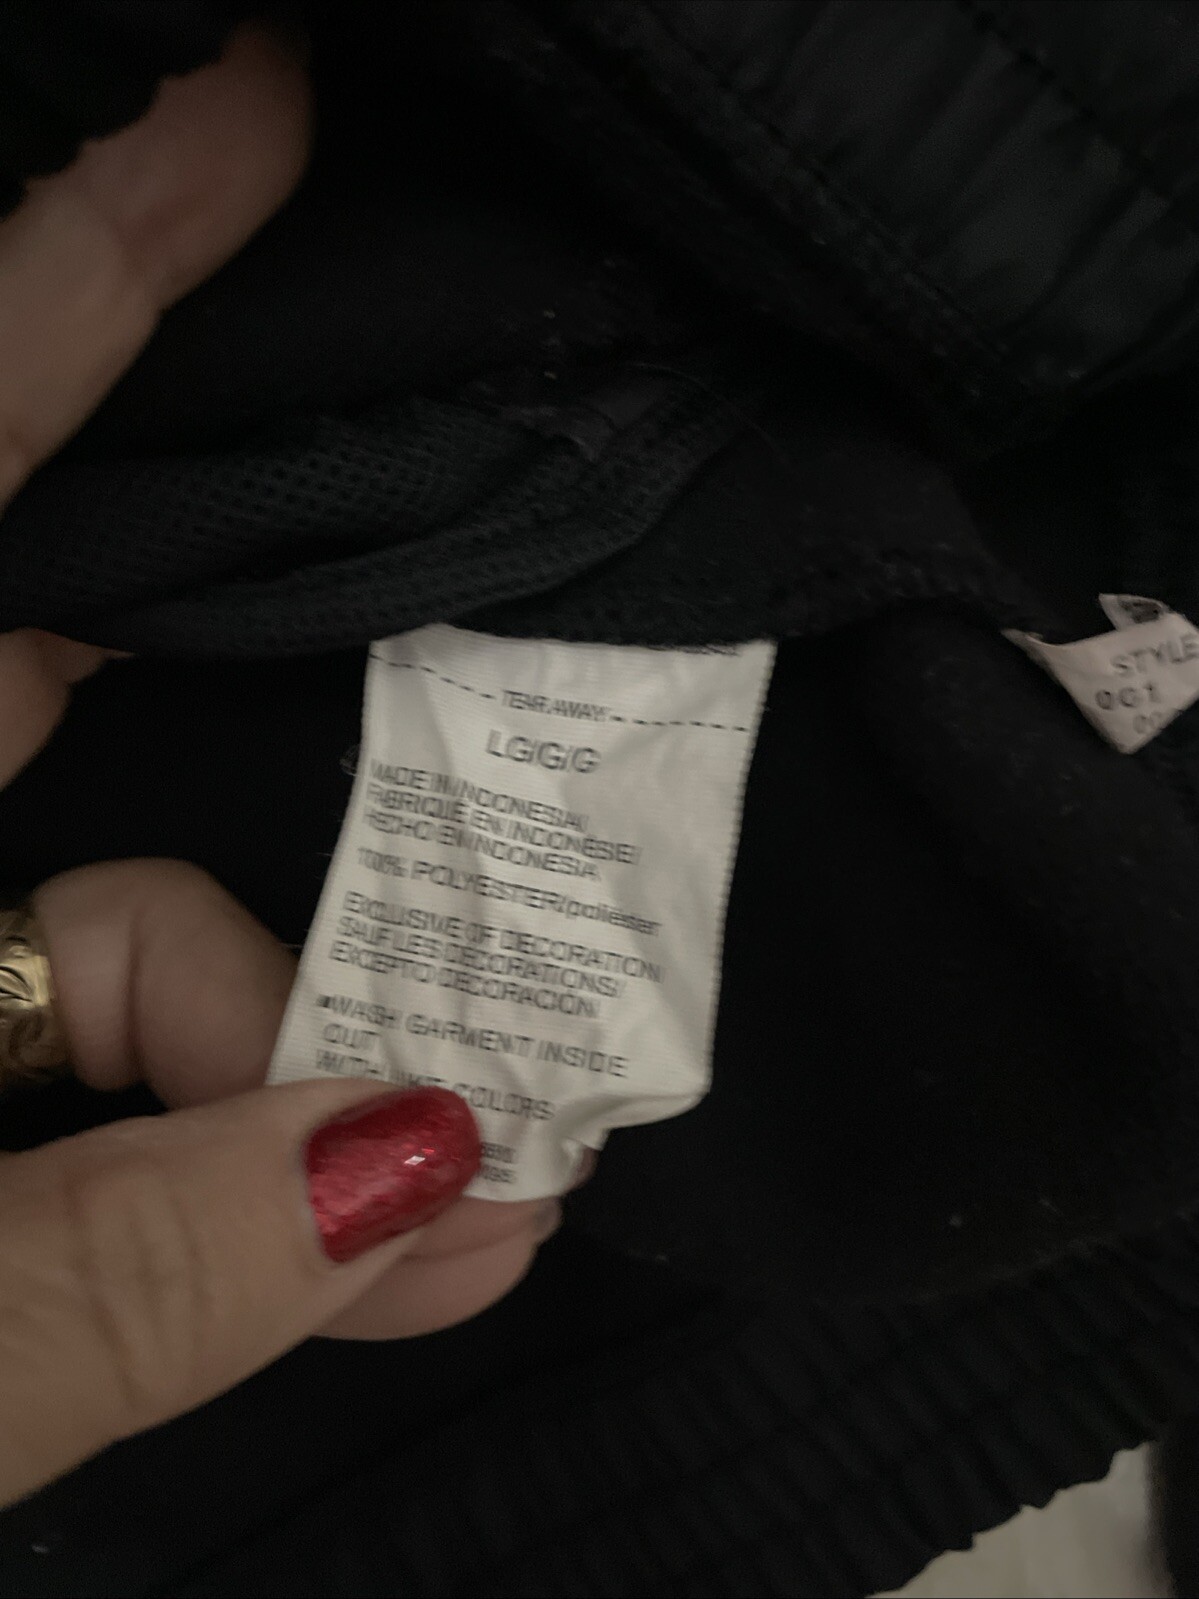 TEAR AWAY
LG/G/G
MADE IN INDONESIA/
FABRIQUÉ EN INDONÉSIE/
HECHO EN INDONESIA
100% POLYESTER/poliéster
EXCLUSIVE OF DECORATION
SAUF LES DÉCORATIONS/
EXCEPTO DECORACIÓN
WASH GARMENT INSIDE
OUT
WITH LIKE COLORS
STYLE
001